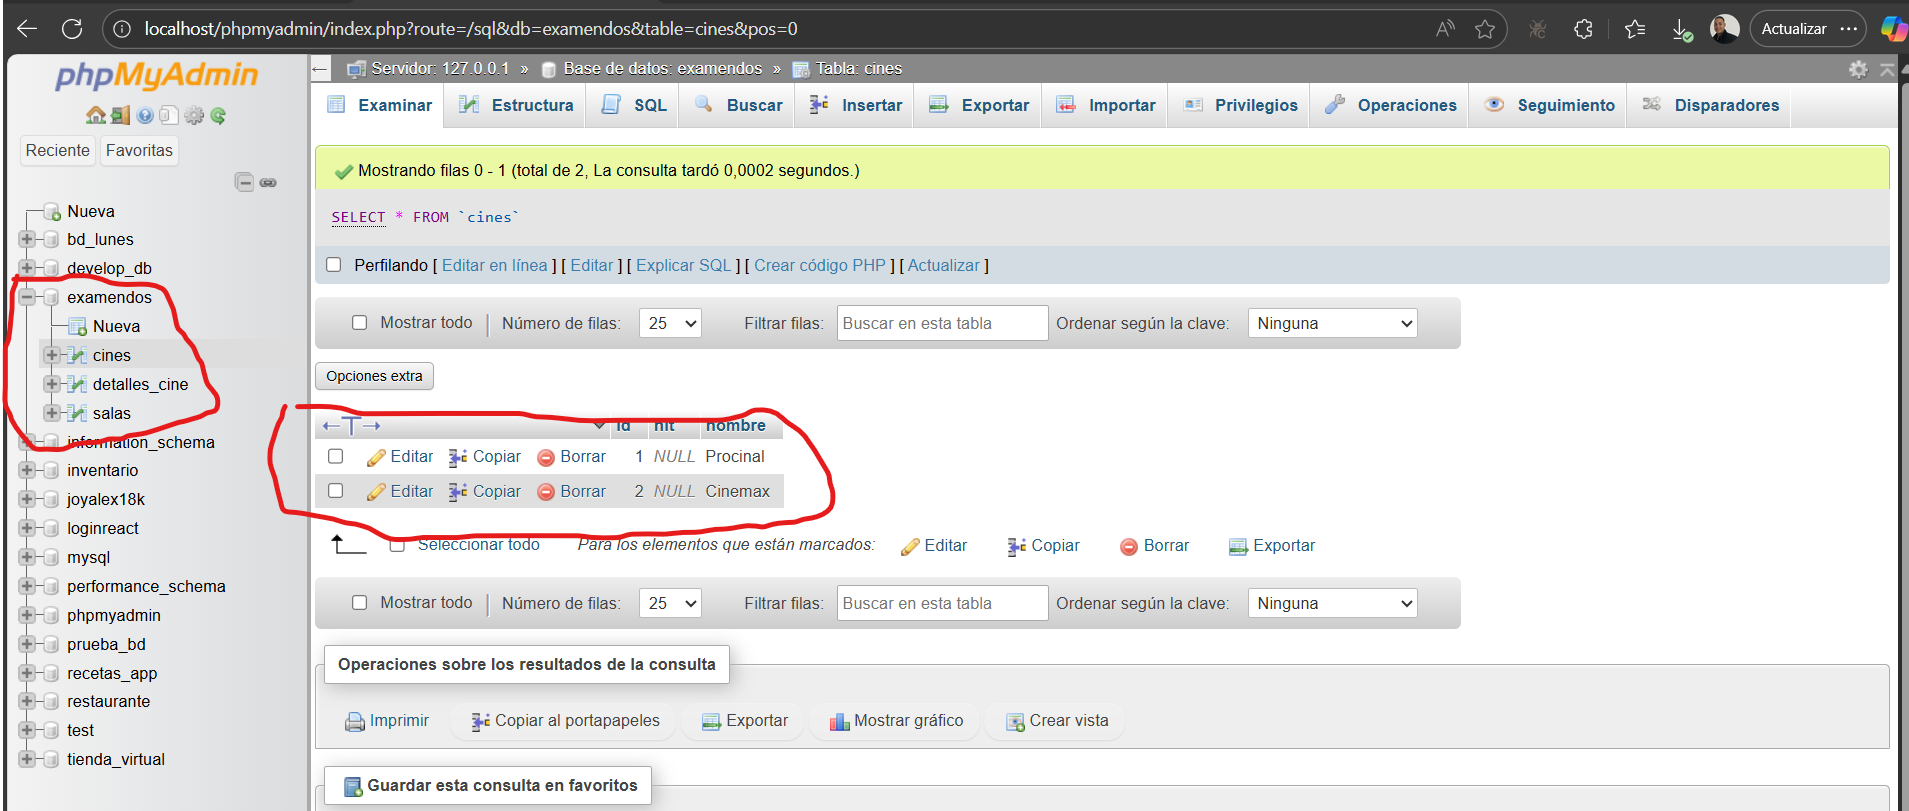 localhost/phpmyadmin/index.php?route=/sql&db=examendos&table=cines&pos=0
Actualizar
phpMyAdmin
Reciente Favoritas
Nueva
bd_lunes
develop_db
examendos
Nueva
cines
detalles_cine
salas
information_schema
inventario
joyalex18k
loginreact
mysql
performance_schema
phpmyadmin
prueba_bd
recetas_app
restaurante
test
tienda_virtual
Servidor: 127.0.0.1 » Base de datos: examendos » Tabla: cines
Examinar Estructura SQL Buscar Insertar Exportar Importar Privilegios Operaciones Seguimiento Disparadores
Mostrando filas 0 - 1 (total de 2, La consulta tardó 0,0002 segundos.)
SELECT * FROM `cines`
Perfilando [ Editar en línea ] [ Editar ] [ Explicar SQL ] [ Crear código PHP ] [ Actualizar ]
Mostrar todo Número de filas: 25 Filtrar filas: Buscar en esta tabla Ordenar según la clave: Ninguna
Opciones extra
←T→ id nit nombre
Editar Copiar Borrar 1 NULL Procinal
Editar Copiar Borrar 2 NULL Cinemax
Seleccionar todo Para los elementos que están marcados: Editar Copiar Borrar Exportar
Mostrar todo Número de filas: 25 Filtrar filas: Buscar en esta tabla Ordenar según la clave: Ninguna
Operaciones sobre los resultados de la consulta
Imprimir Copiar al portapapeles Exportar Mostrar gráfico Crear vista
Guardar esta consulta en favoritos